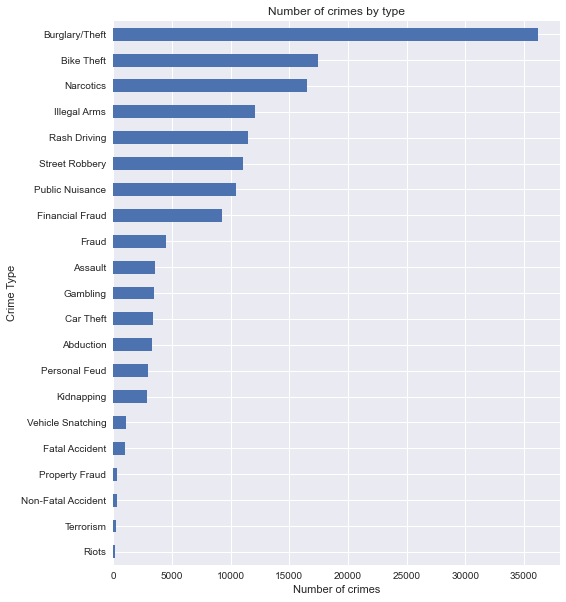 Number of crimes by type
Crime Type
Burglary/Theft
Bike Theft
Narcotics
Illegal Arms
Rash Driving
Street Robbery
Public Nuisance
Financial Fraud
Fraud
Assault
Gambling
Car Theft
Abduction
Personal Feud
Kidnapping
Vehicle Snatching
Fatal Accident
Property Fraud
Non-Fatal Accident
Terrorism
Riots
0 5000 10000 15000 20000 25000 30000 35000
Number of crimes